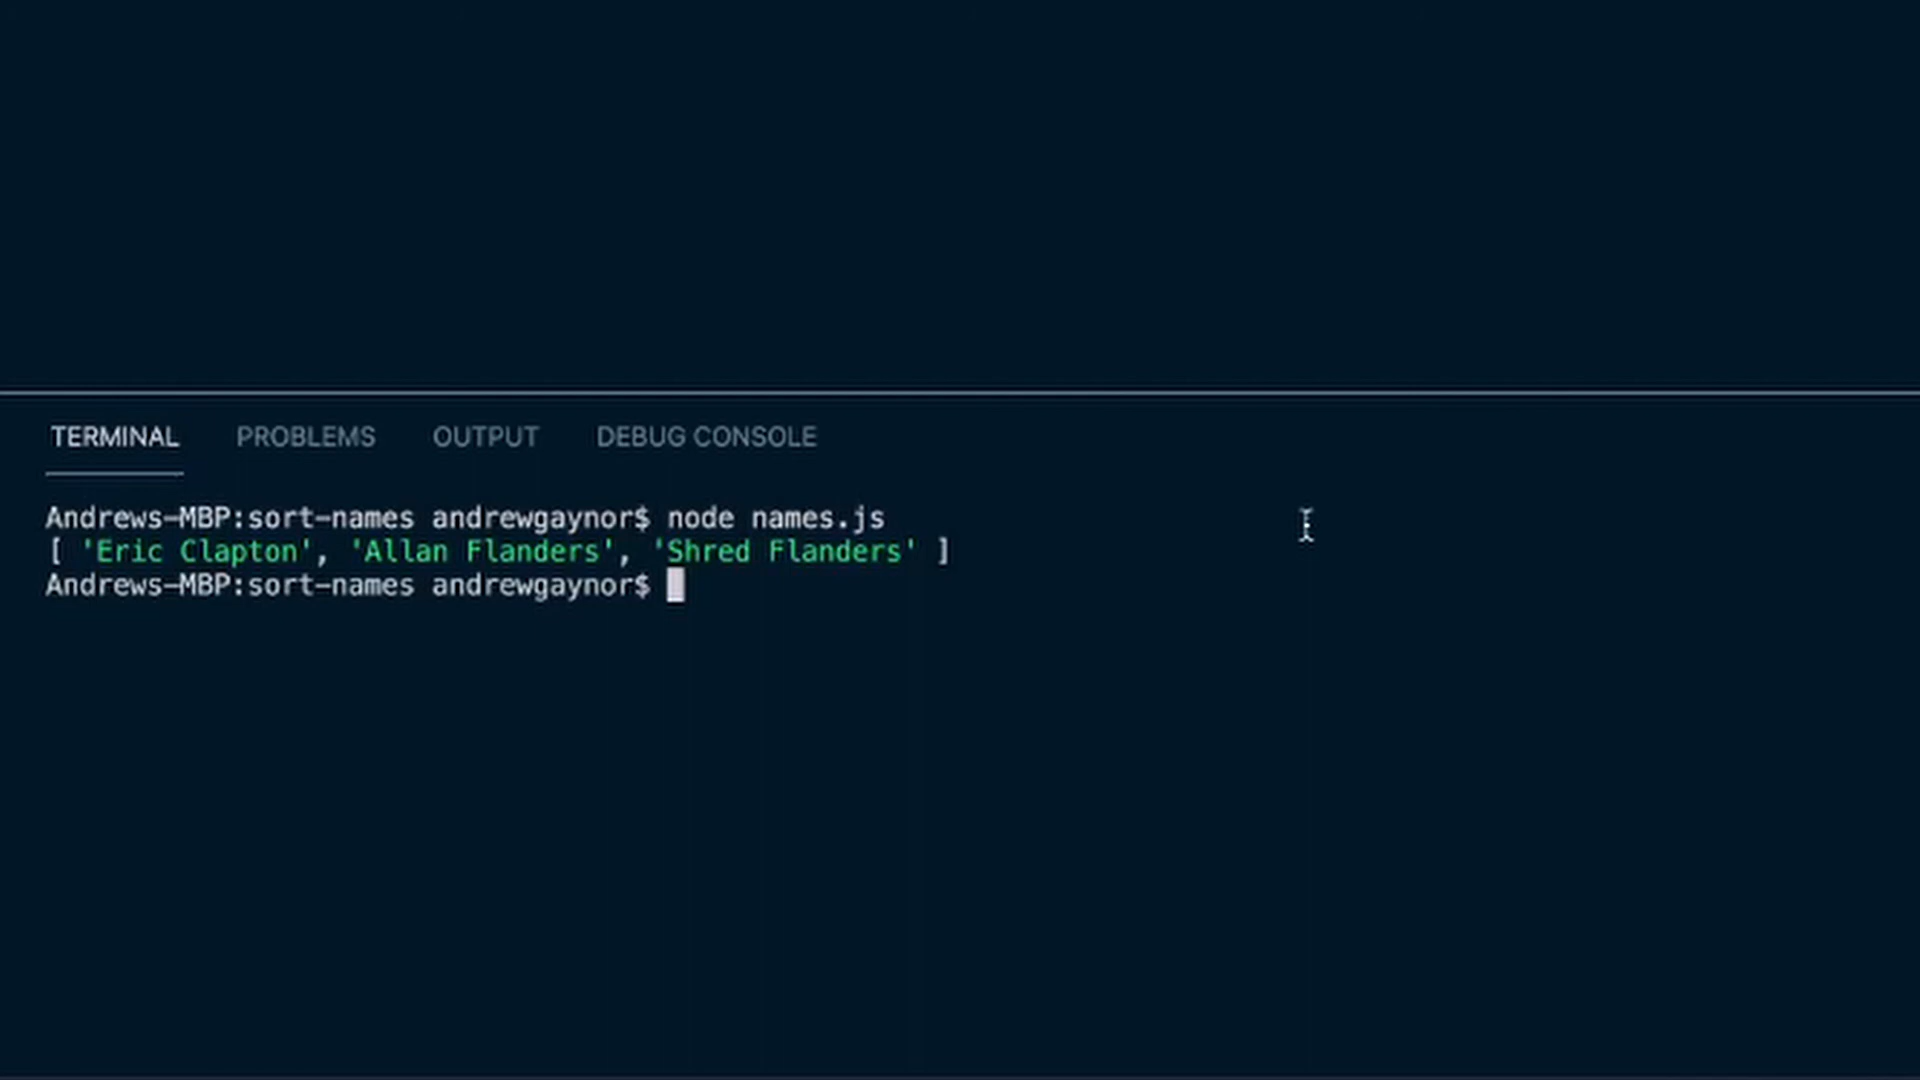 TERMINAL PROBLEMS OUTPUT DEBUG CONSOLE
Andrews-MBP:sort-names andrewgaynor$ node names.js
[ 'Eric Clapton', 'Allan Flanders', 'Shred Flanders' ]
Andrews-MBP:sort-names andrewgaynor$